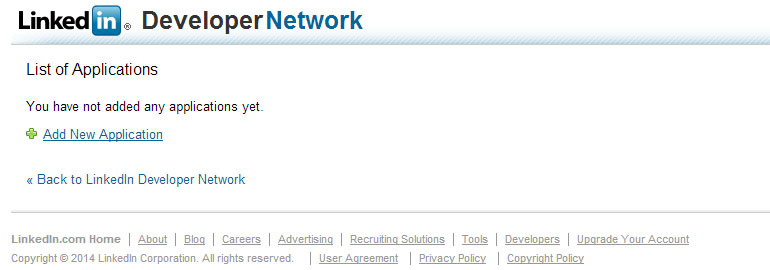 Linked in® DeveloperNetwork
List of Applications
You have not added any applications yet.
Add New Application
« Back to LinkedIn Developer Network
LinkedIn.com Home | About | Blog | Careers | Advertising | Recruiting Solutions | Tools | Developers | Upgrade Your Account
Copyright © 2014 LinkedIn Corporation. All rights reserved. | User Agreement | Privacy Policy | Copyright Policy